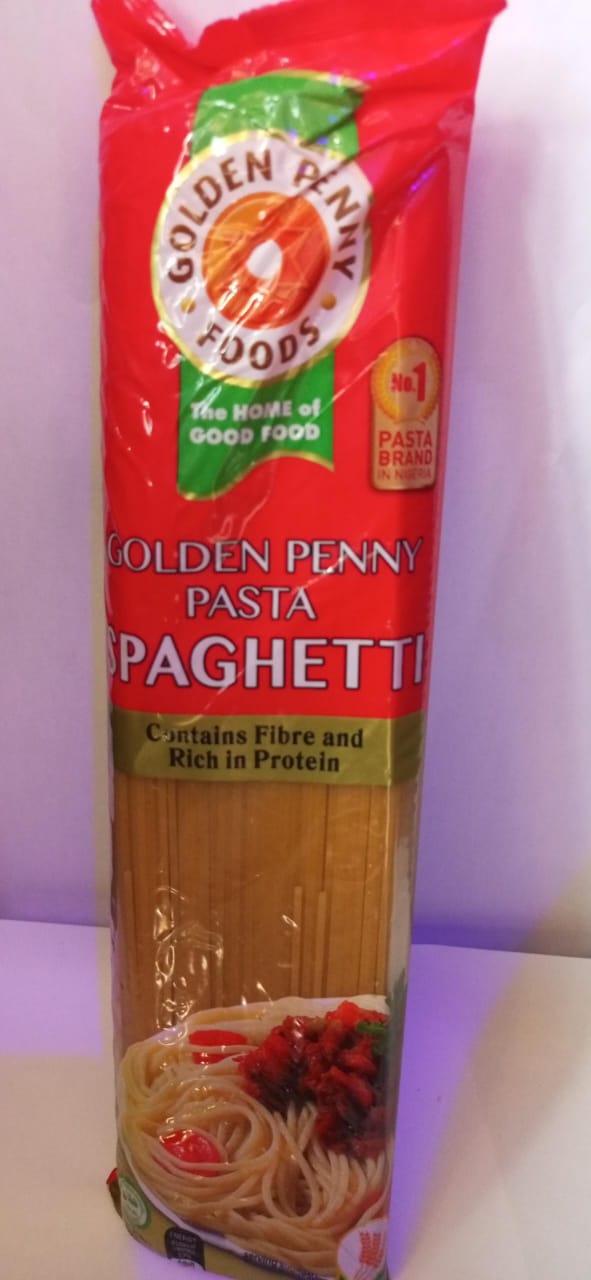 GOLDEN PENNY
FOODS
The HOME of
GOOD FOOD
No.1
PASTA
BRAND
IN NIGERIA
GOLDEN PENNY
PASTA
SPAGHETTI
Contains Fibre and
Rich in Protein
ENERGY